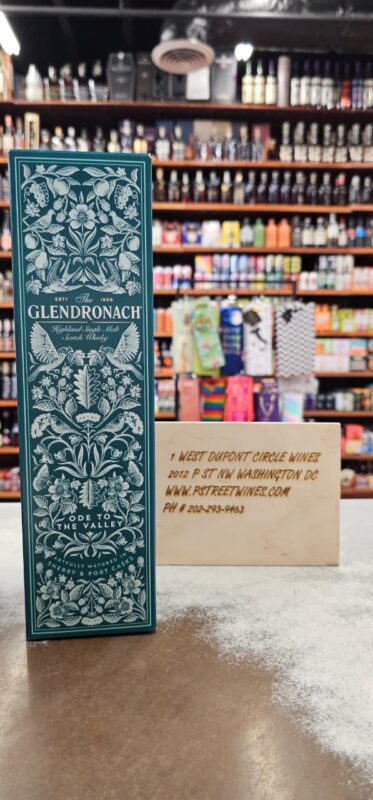 ESTD 1826
The
GLENDRONACH
Highland Single Malt
Scotch Whisky
ODE TO
THE VALLEY
SHERRY & PORT CASKS
1 WEST DUPONT CIRCLE WINES
2012 P ST NW WASHINGTON DC
WWW.PSTREETWINES.COM
PH # 202-293-9463